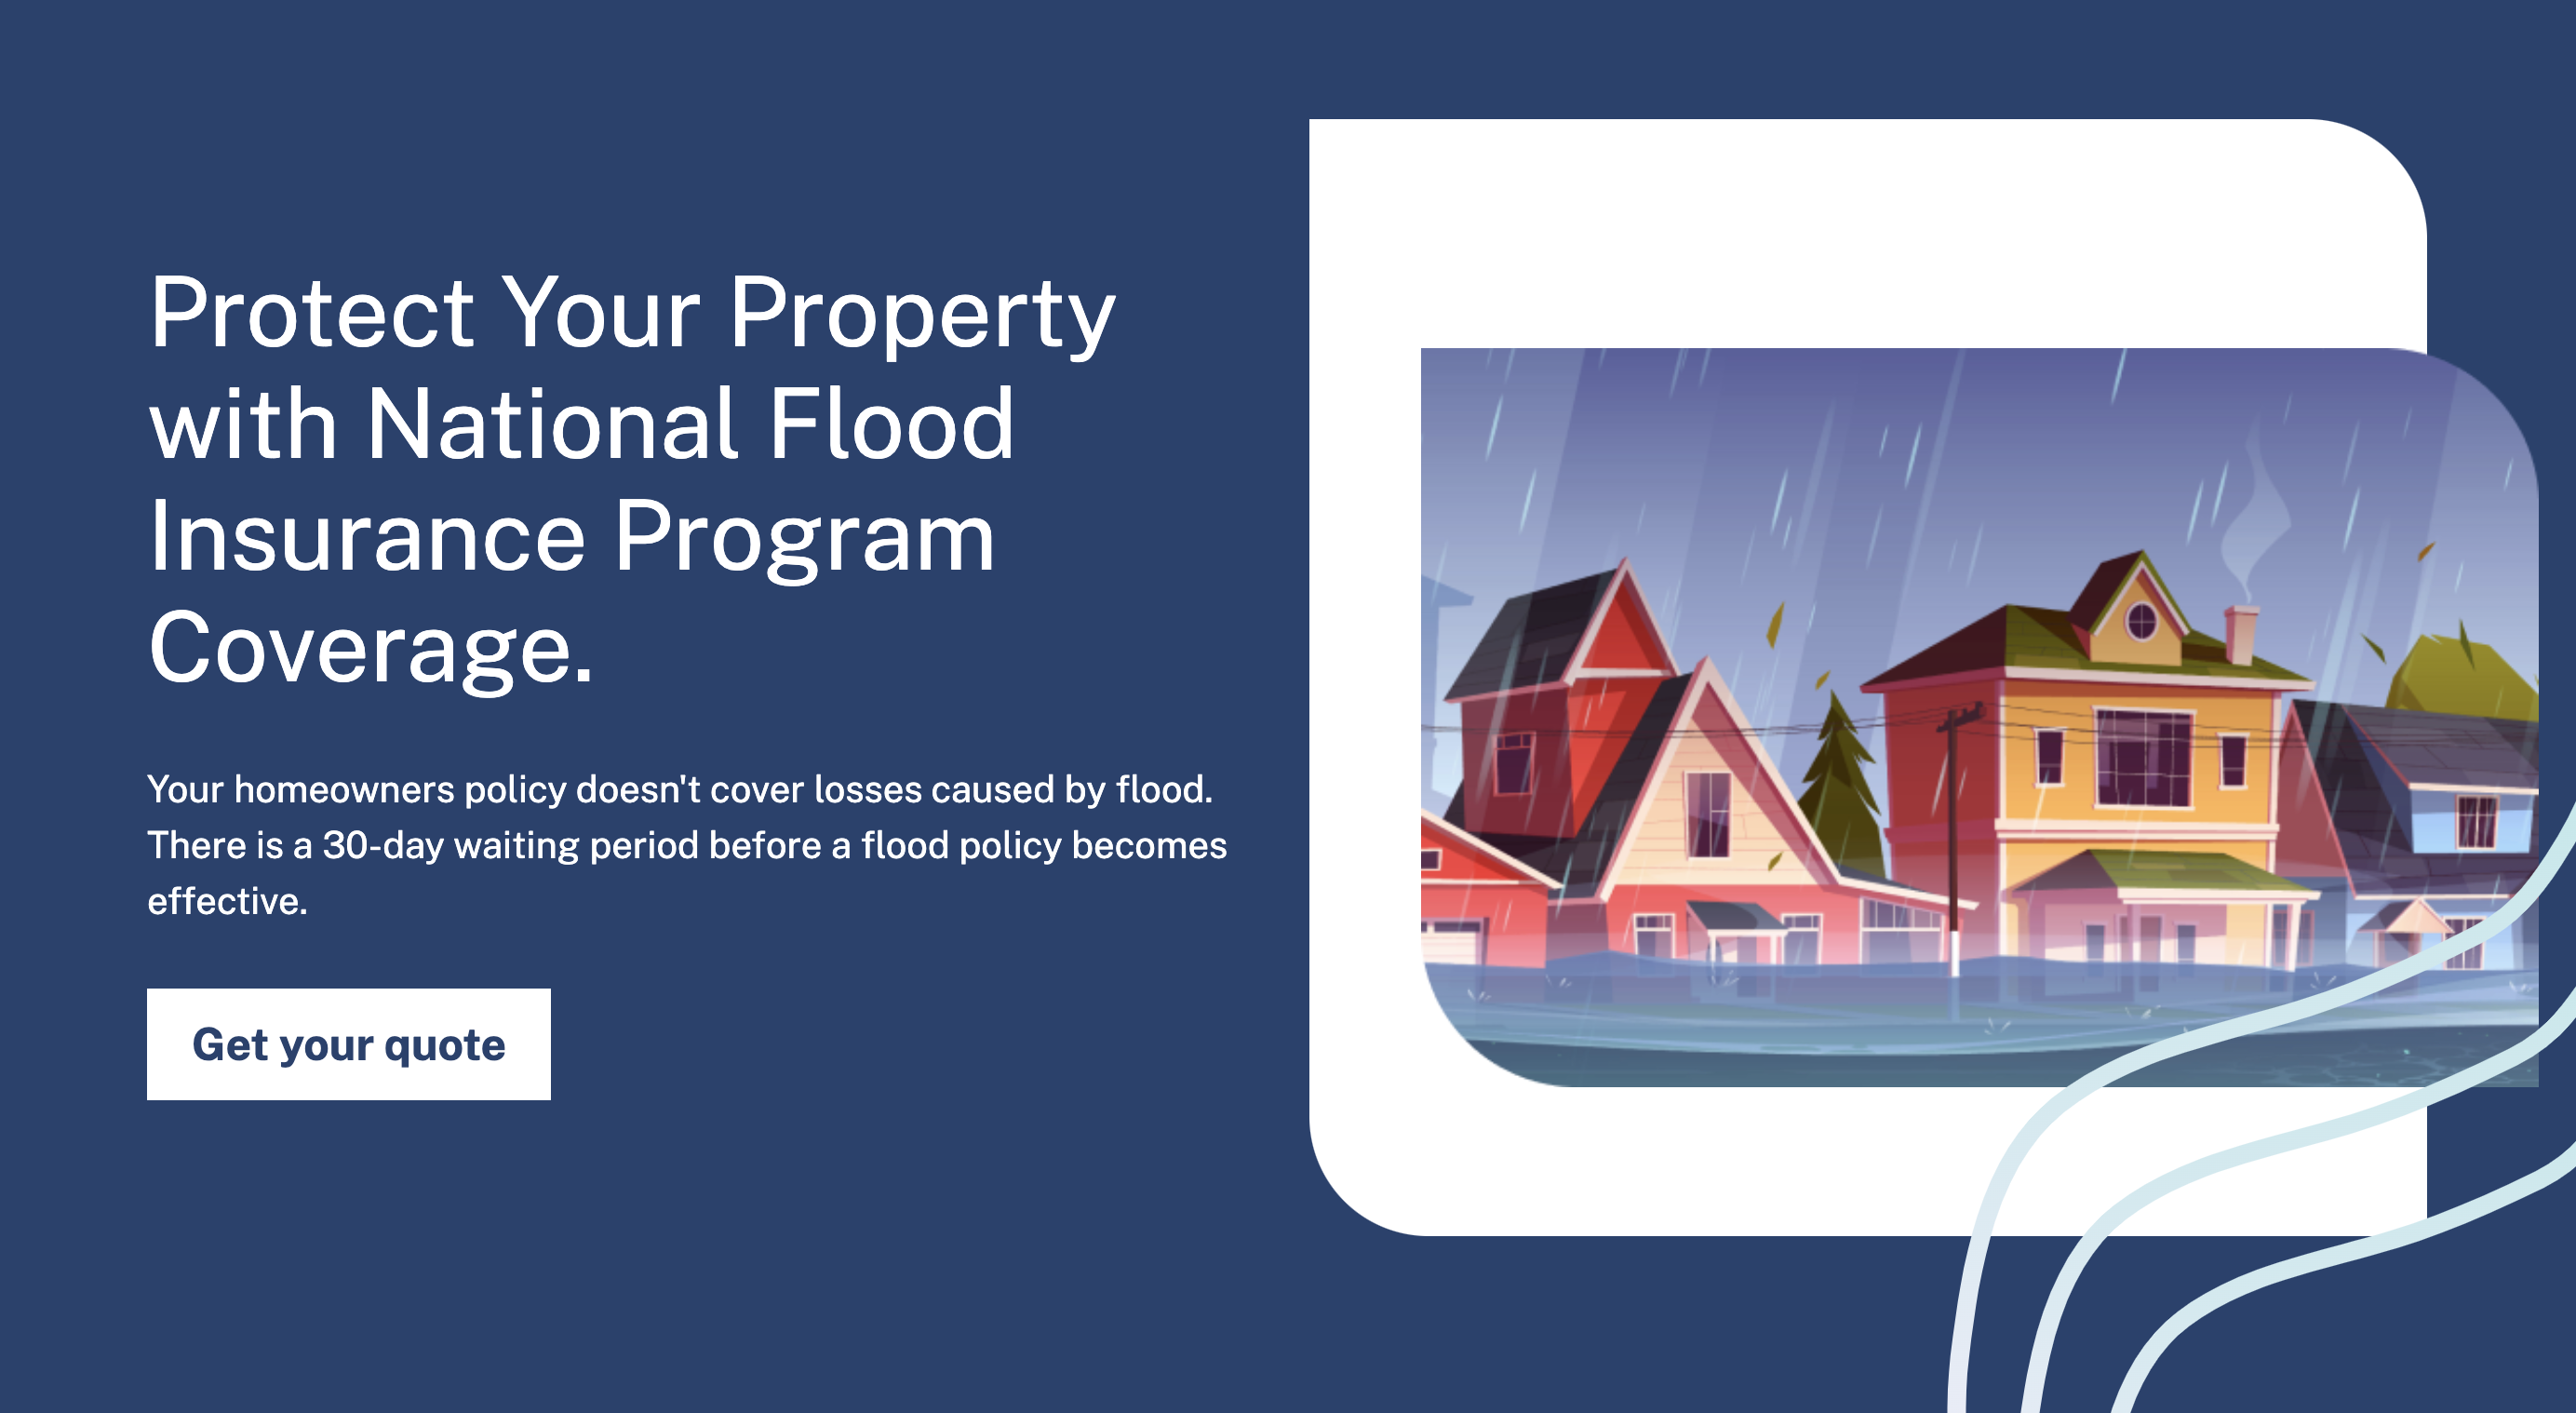 Protect Your Property
with National Flood
Insurance Program
Coverage.
Your homeowners policy doesn't cover losses caused by flood.
There is a 30-day waiting period before a flood policy becomes
effective.
Get your quote